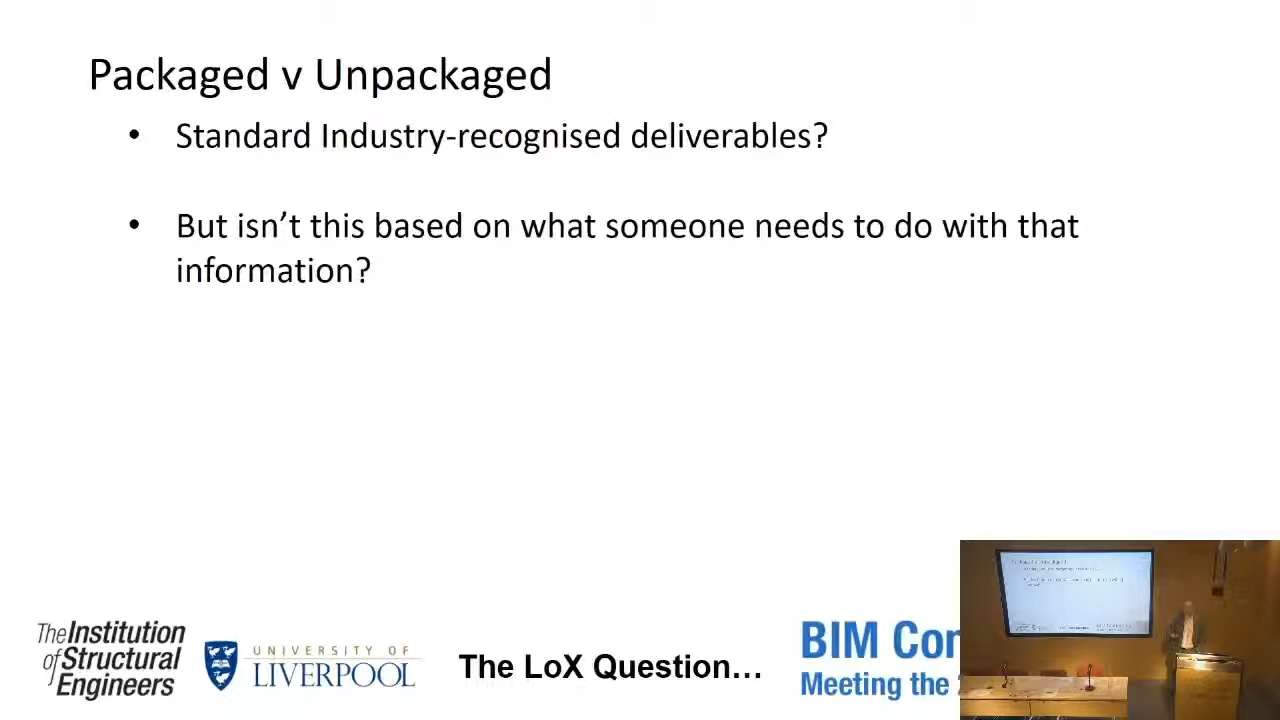 Packaged v Unpackaged
• Standard Industry-recognised deliverables?
• But isn’t this based on what someone needs to do with that
information?
The Institution
of Structural
Engineers
UNIVERSITY OF
LIVERPOOL
The LoX Question…
BIM Con
Meeting the